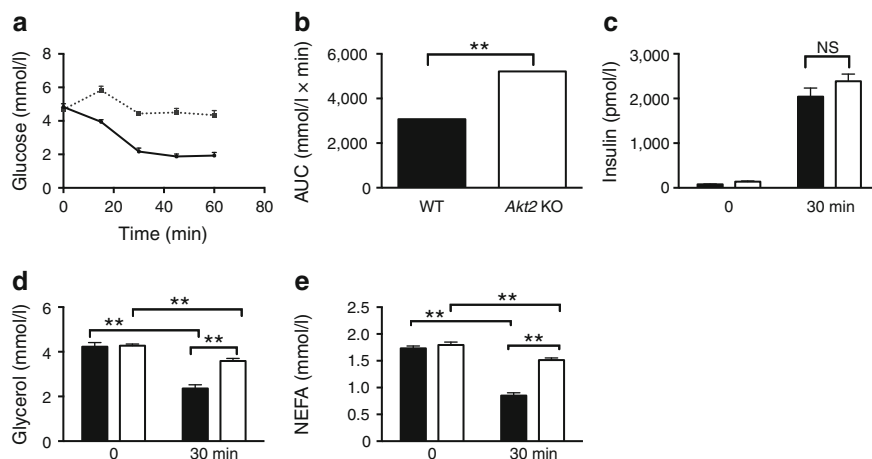 a
Glucose (mmol/l)
8
6
4
2
0
0 20 40 60 80
Time (min)
b
AUC (mmol/l × min)
6,000
4,000
2,000
0
**
WT Akt2 KO
c
Insulin (pmol/l)
3,000
2,000
1,000
0
NS
0 30 min
d
Glycerol (mmol/l)
6
4
2
0
**
**
**
0 30 min
e
NEFA (mmol/l)
2.0
1.5
1.0
0.5
0
**
**
**
0 30 min